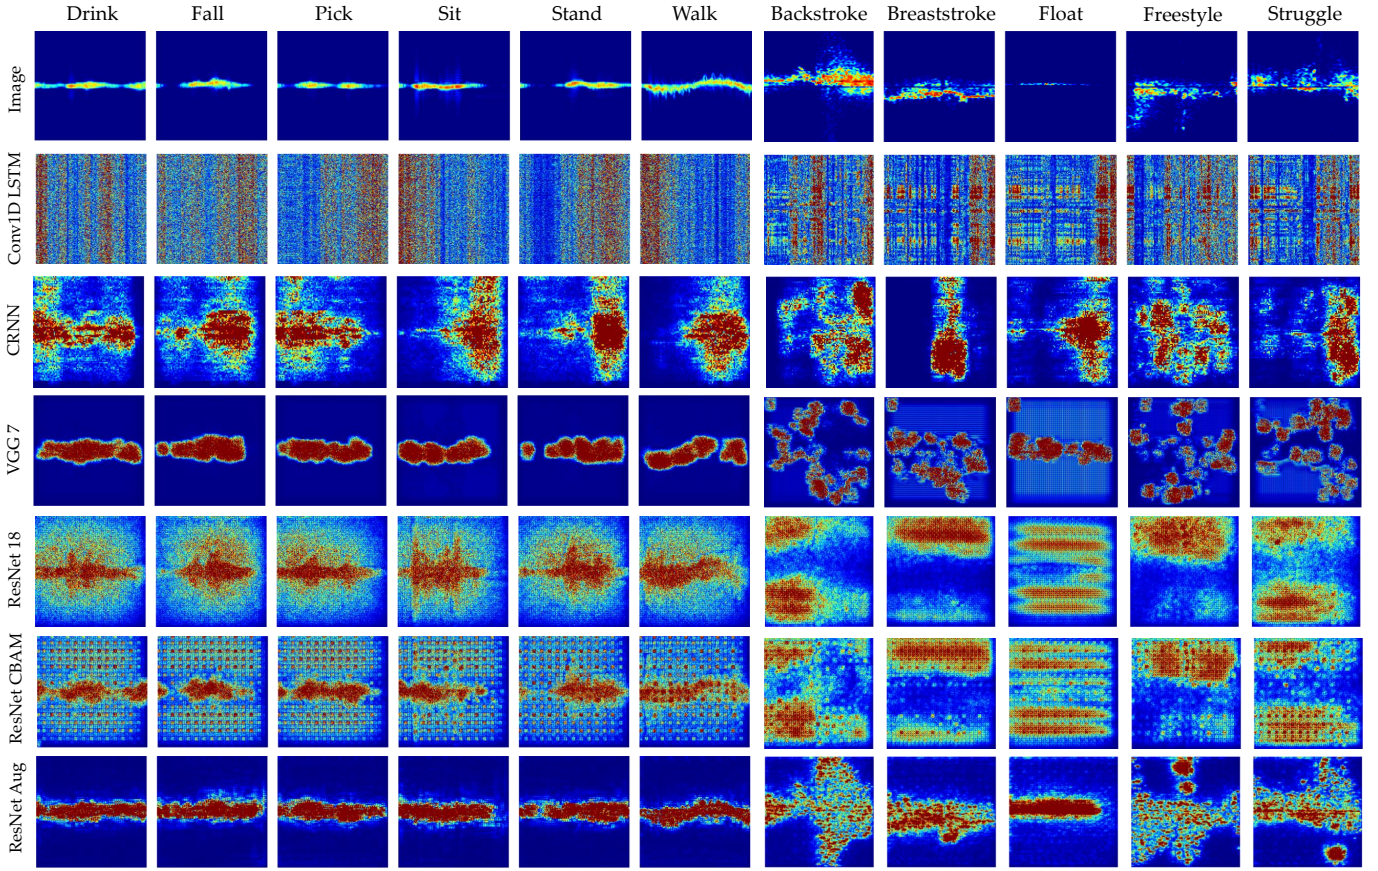 Drink Fall Pick Sit Stand Walk Backstroke Breaststroke Float Freestyle Struggle
Image
Conv1D LSTM
CRNN
VGG 7
ResNet 18
ResNet CBAM
ResNet Aug